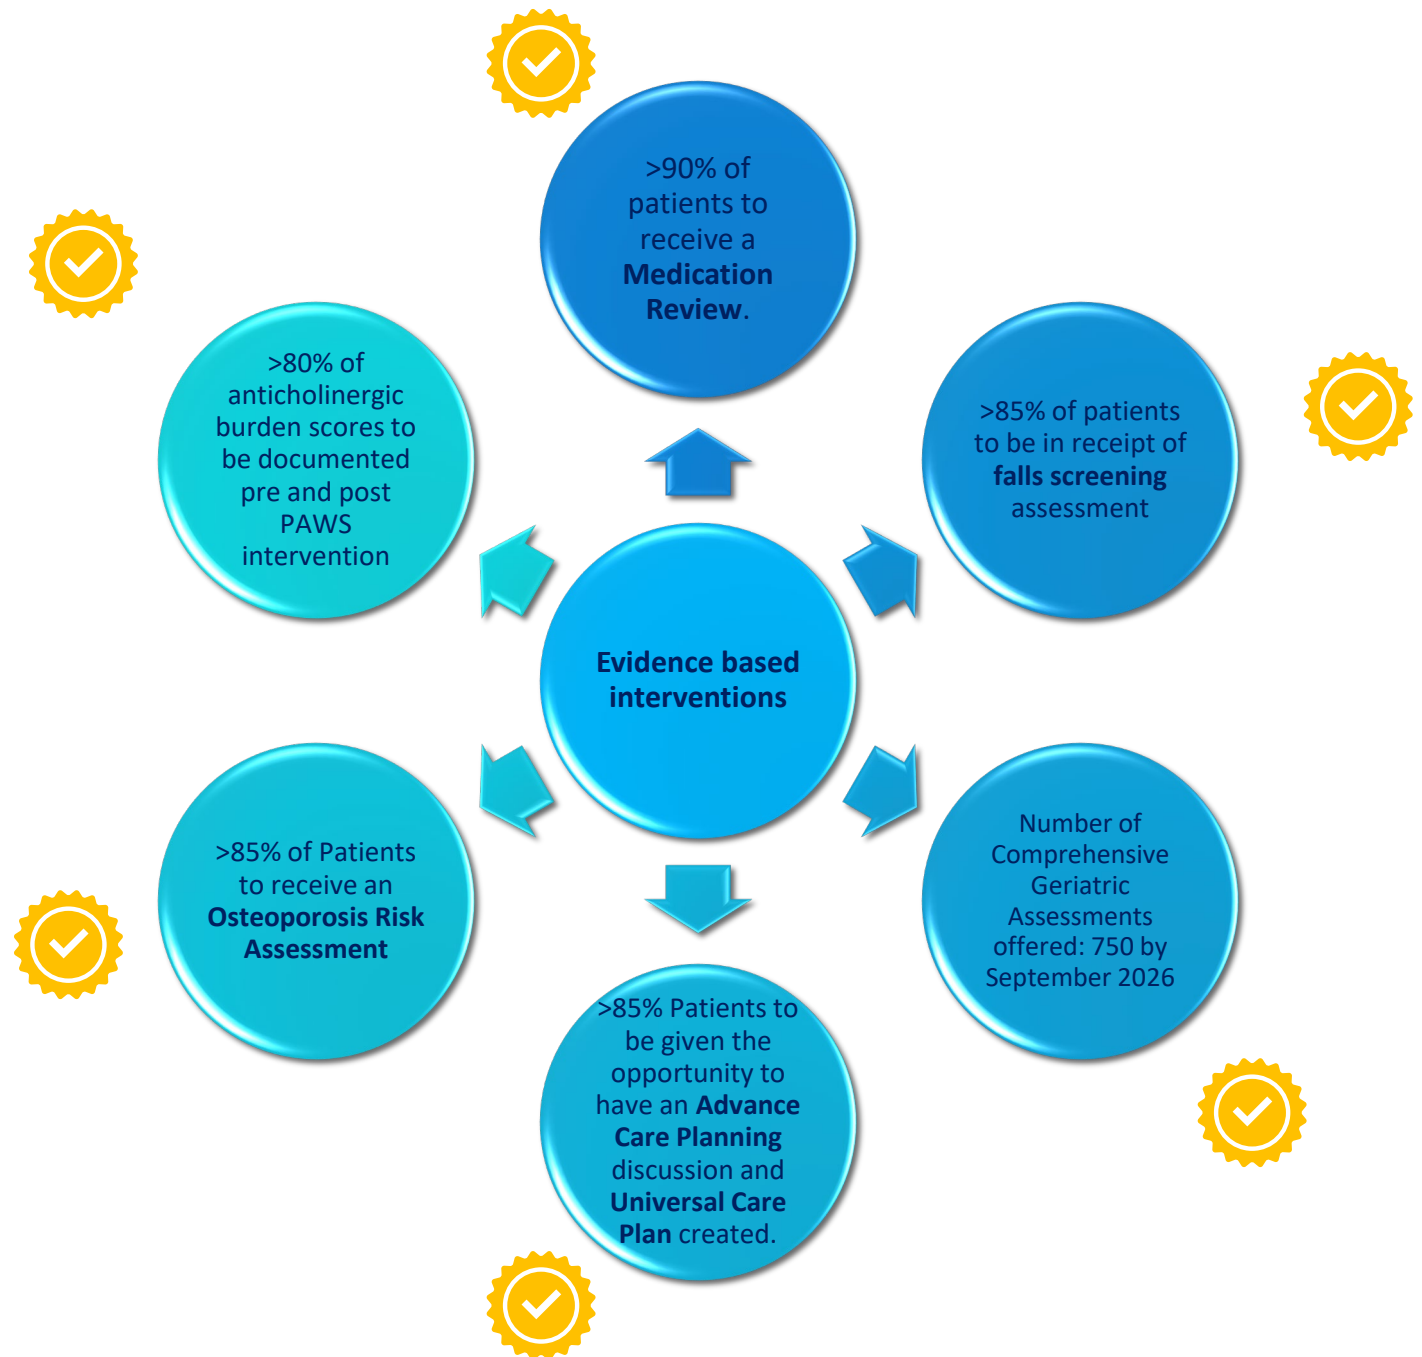 >90% of
patients to
receive a
Medication
Review.
>85% of patients
to be in receipt of
falls screening
assessment
Number of
Comprehensive
Geriatric
Assessments
offered: 750 by
September 2026
>85% Patients to
be given the
opportunity to
have an Advance
Care Planning
discussion and
Universal Care
Plan created.
>85% of Patients
to receive an
Osteoporosis Risk
Assessment
>80% of
anticholinergic
burden scores to
be documented
pre and post
PAWS
intervention
Evidence based
interventions